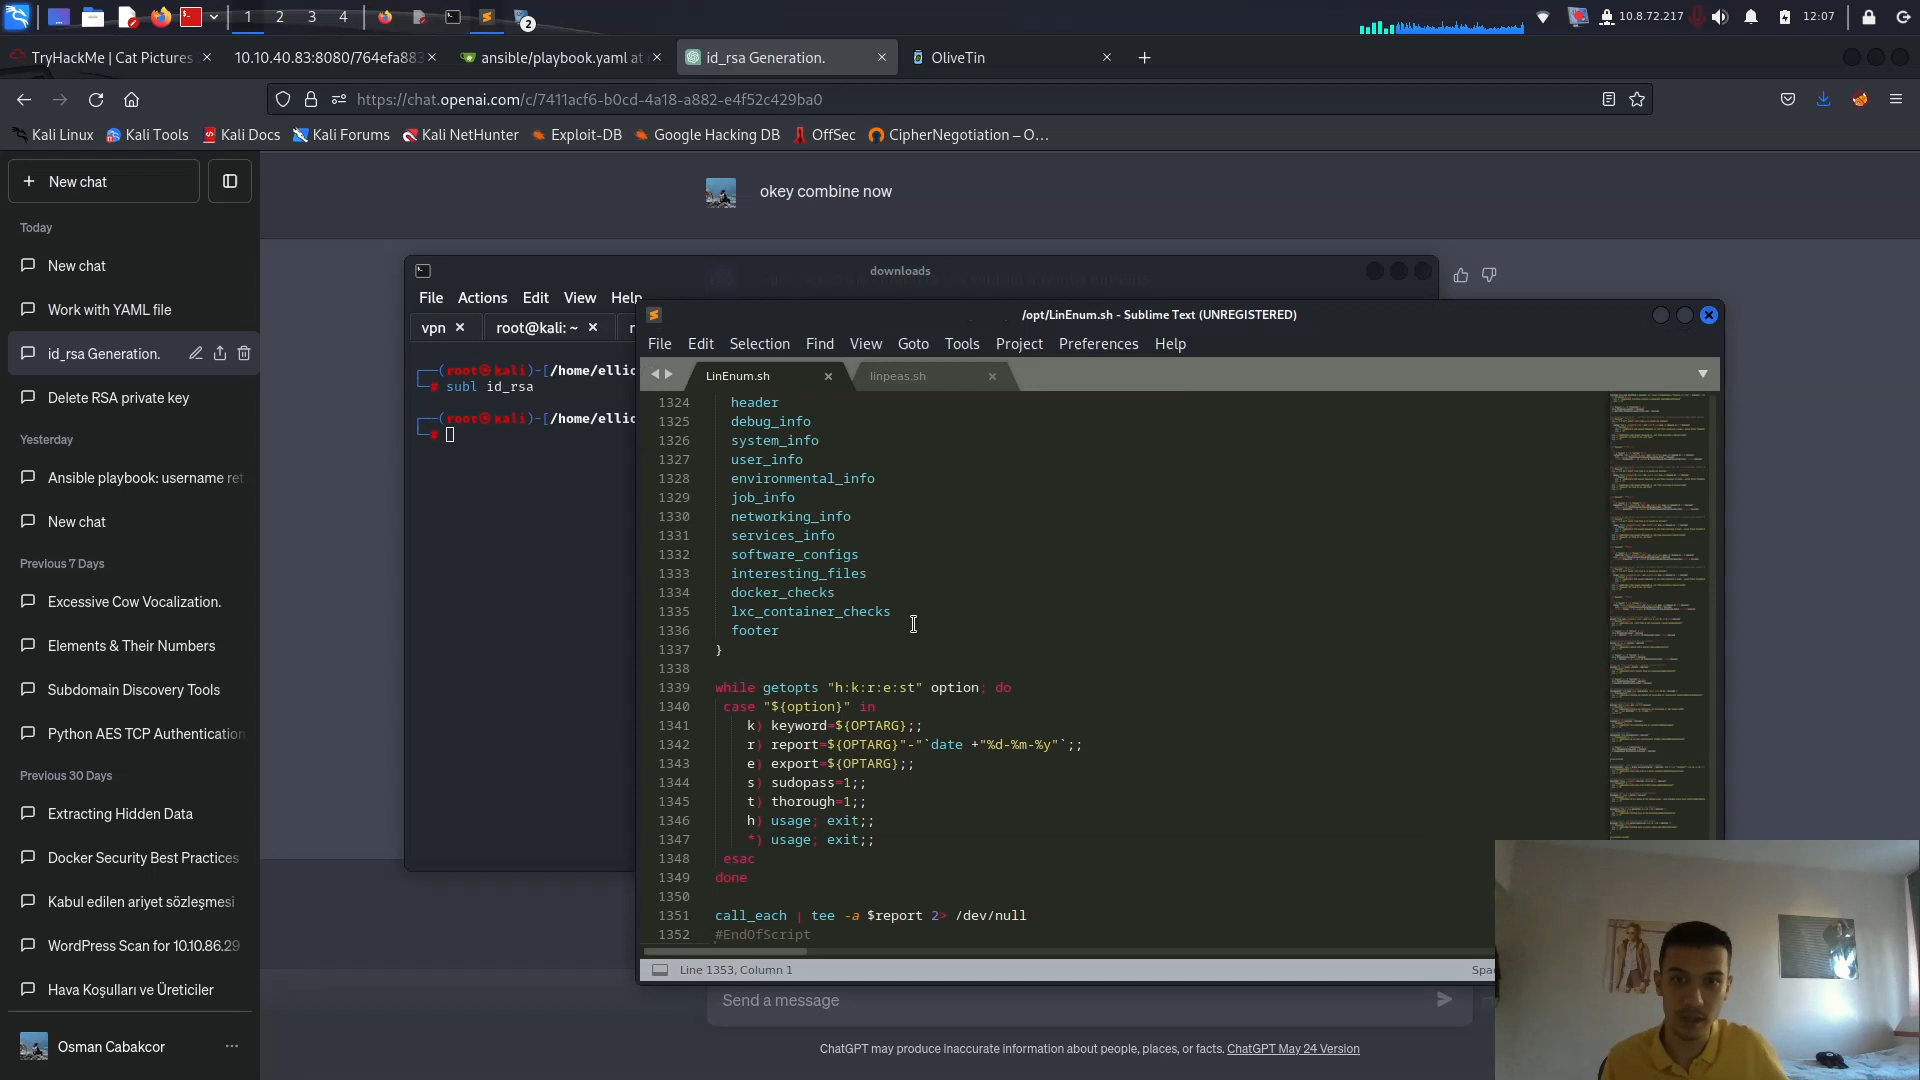 1
2
3
4
2
10.8.72.217
12:07
TryHackMe | Cat Pictures
10.10.40.83:8080/764efa883
ansible/playbook.yaml at
id_rsa Generation.
OliveTin
https://chat.openai.com/c/7411acf6-b0cd-4a18-a882-e4f52c429ba0
Kali Linux
Kali Tools
Kali Docs
Kali Forums
Kali NetHunter
Exploit-DB
Google Hacking DB
OffSec
CipherNegotiation – O…
New chat
Today
New chat
Work with YAML file
id_rsa Generation.
Delete RSA private key
Yesterday
Ansible playbook: username ret
New chat
Previous 7 Days
Excessive Cow Vocalization.
Elements & Their Numbers
Subdomain Discovery Tools
Python AES TCP Authentication
Previous 30 Days
Extracting Hidden Data
Docker Security Best Practices
Kabul edilen ariyet sözleşmesi
WordPress Scan for 10.10.86.29
Hava Koşulları ve Üreticiler
Osman Cabakcor
okey combine now
downloads
File Actions Edit View Help
vpn
root@kali: ~
(root㉿kali)-[/home/ellic
# subl id_rsa
(root㉿kali)-[/home/ellic
#
/opt/LinEnum.sh - Sublime Text (UNREGISTERED)
File Edit Selection Find View Goto Tools Project Preferences Help
LinEnum.sh
linpeas.sh
1324 header
1325 debug_info
1326 system_info
1327 user_info
1328 environmental_info
1329 job_info
1330 networking_info
1331 services_info
1332 software_configs
1333 interesting_files
1334 docker_checks
1335 lxc_container_checks
1336 footer
1337 }
1338
1339 while getopts "h:k:r:e:st" option; do
1340 case "${option}" in
1341 k) keyword=${OPTARG};;
1342 r) report=${OPTARG}"-"`date +"%d-%m-%y"`;;
1343 e) export=${OPTARG};;
1344 s) sudopass=1;;
1345 t) thorough=1;;
1346 h) usage; exit;;
1347 *) usage; exit;;
1348 esac
1349 done
1350
1351 call_each | tee -a $report 2> /dev/null
1352 #EndOfScript
Line 1353, Column 1
Spac
Send a message
ChatGPT may produce inaccurate information about people, places, or facts. ChatGPT May 24 Version